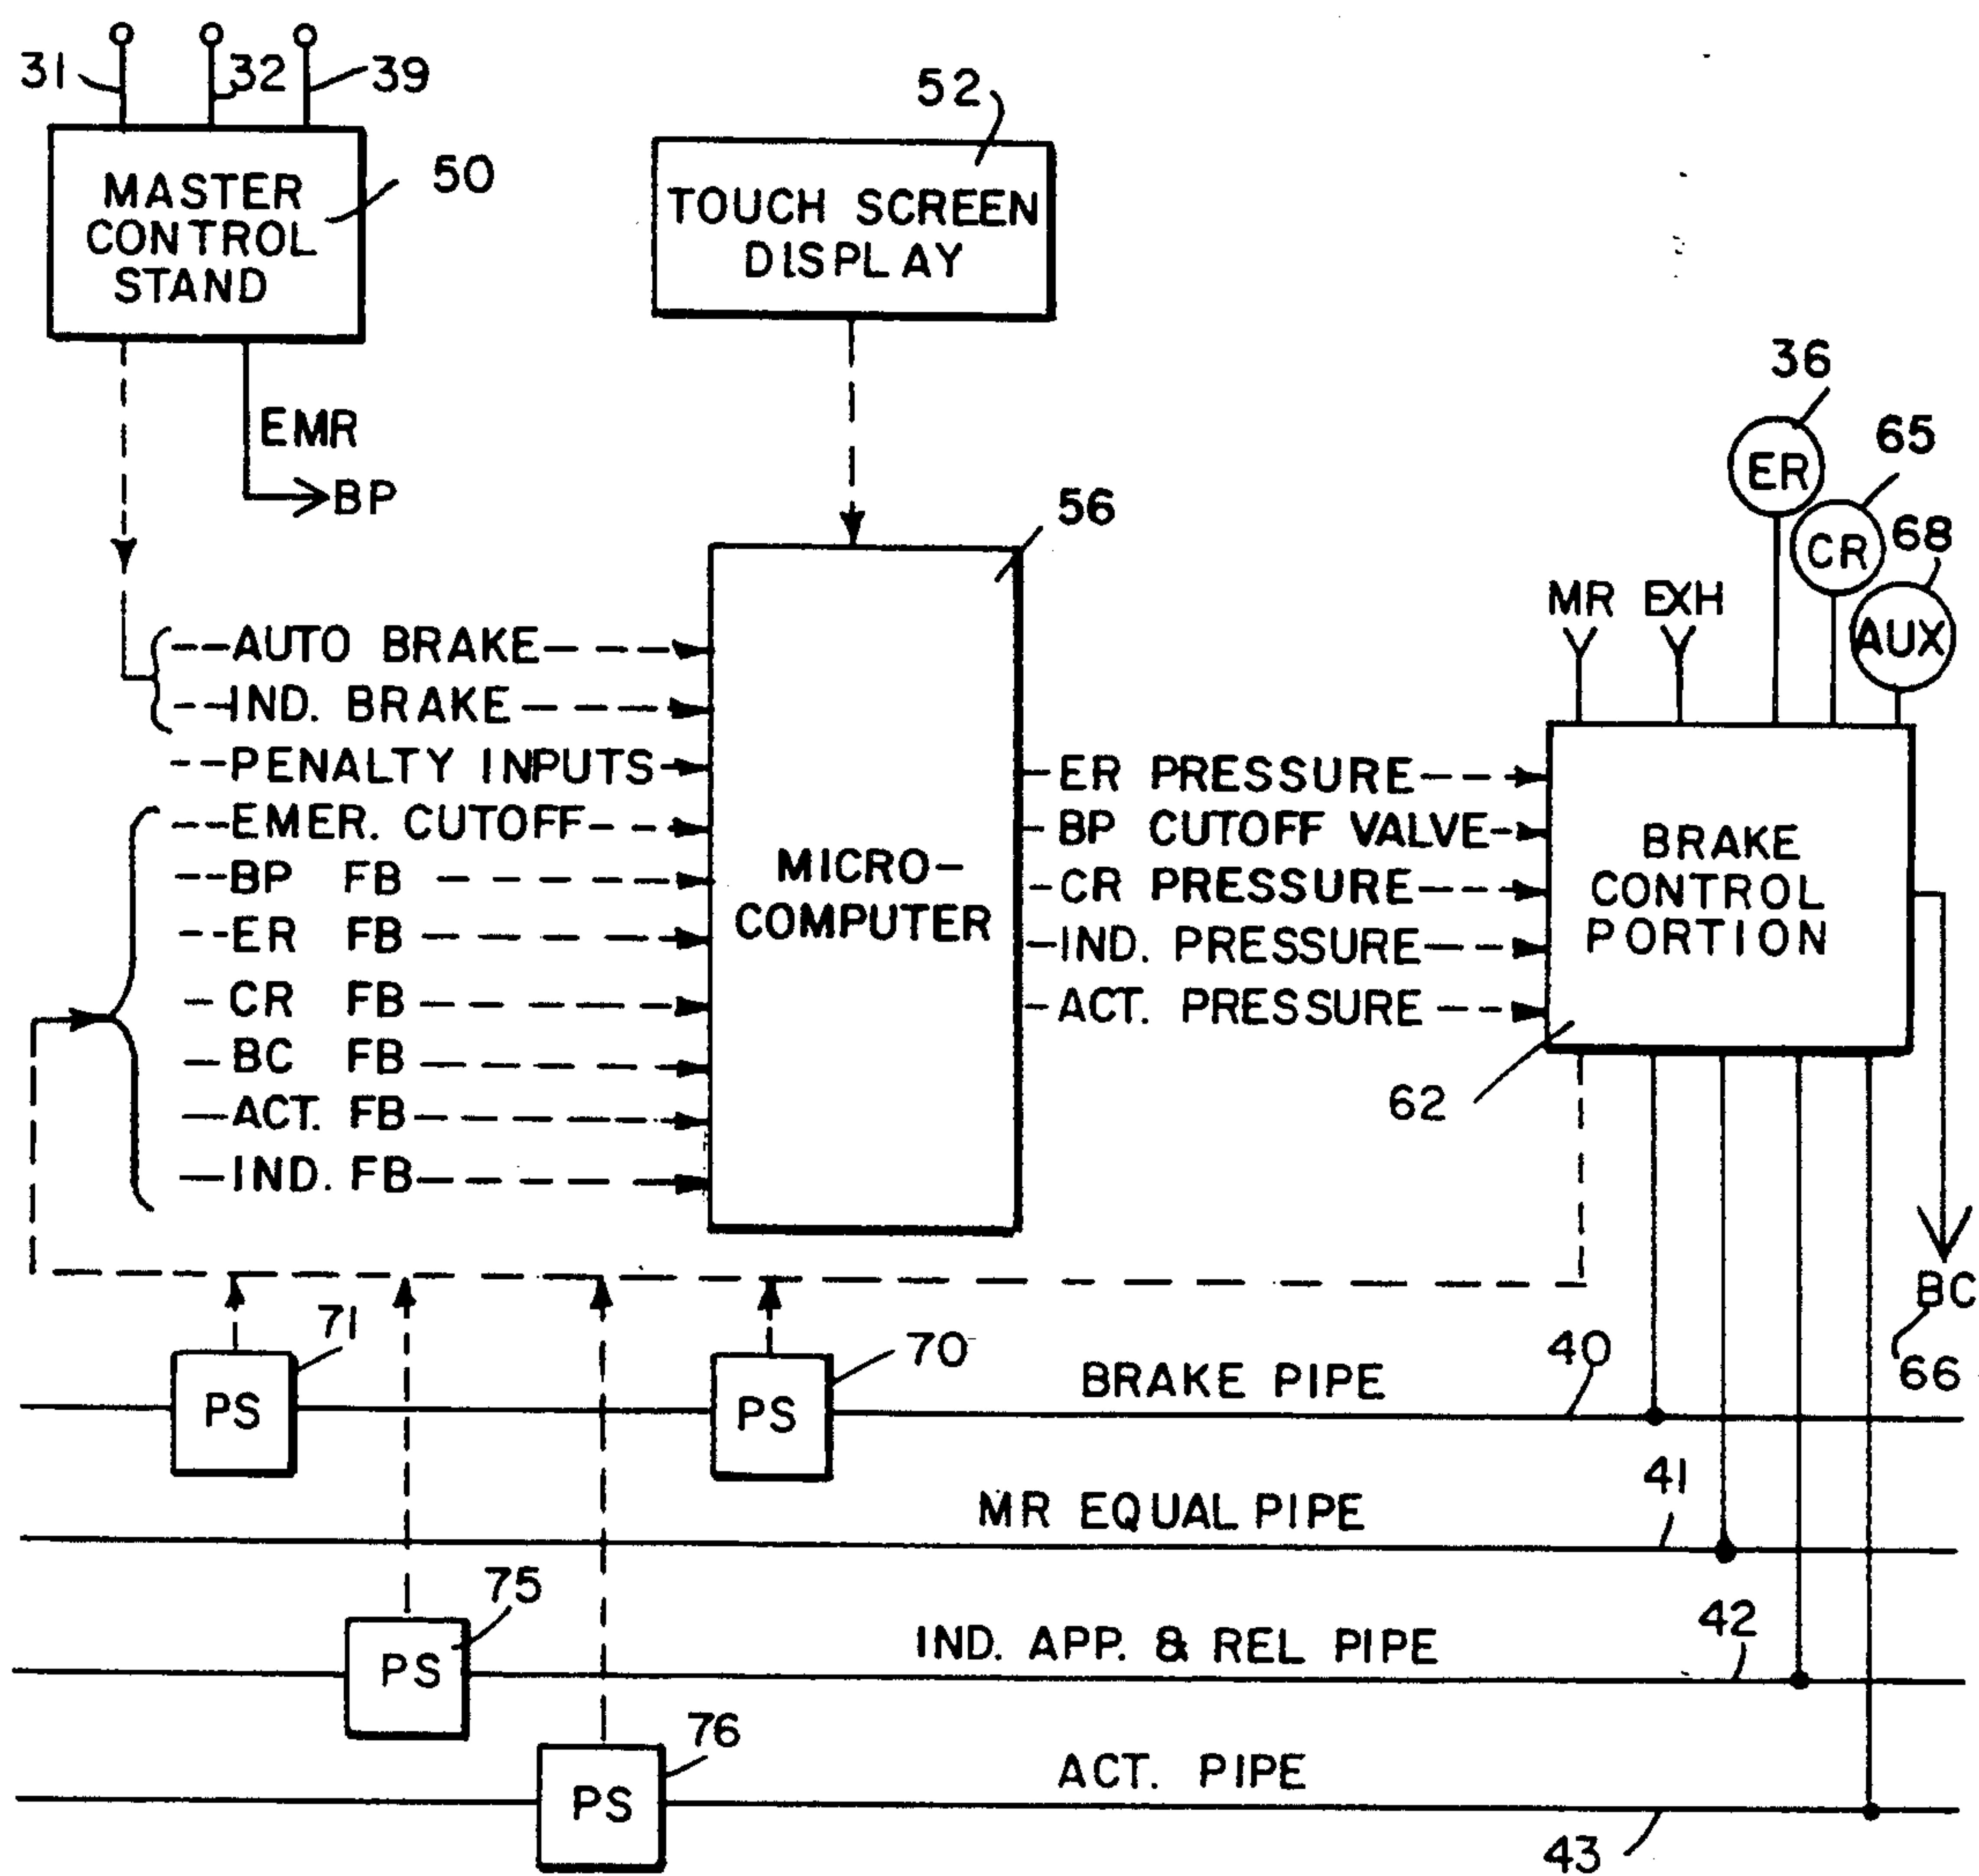 31
32
39
MASTER
CONTROL
STAND
50
52
TOUCH SCREEN
DISPLAY
EMR
BP
36
ER
65
CR
68
AUX
MR EXH
56
AUTO BRAKE
IND. BRAKE
PENALTY INPUTS
EMER. CUTOFF
BP FB
ER FB
CR FB
BC FB
ACT. FB
IND. FB
MICRO-
COMPUTER
ER PRESSURE
BP CUTOFF VALVE
CR PRESSURE
IND. PRESSURE
ACT. PRESSURE
BRAKE
CONTROL
PORTION
62
BC
66
71
PS
70
PS
BRAKE PIPE
40
MR EQUAL PIPE
41
75
PS
IND. APP. & REL PIPE
42
76
PS
ACT. PIPE
43